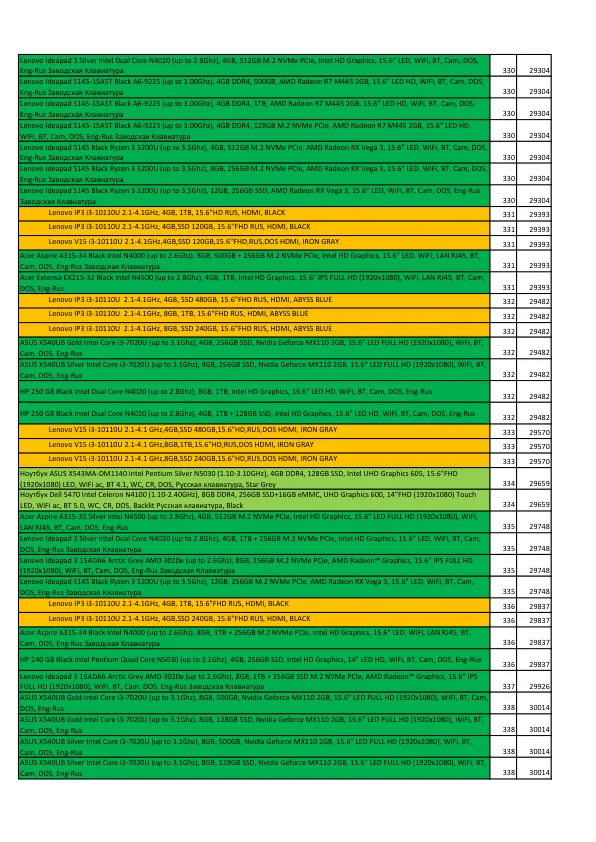 Lenovo Ideapad 3 Silver Intel Dual Core N4020 (up to 2.8Ghz), 4GB, 512GB M.2 NVMe PCIe, Intel HD Graphics, 15.6" LED HD, WiFi, BT, Cam, DOS,
Eng-Rus Заводская Клавиатура 330 29304
Lenovo Ideapad S145-15AST Black A6-9225 (up to 3.00Ghz), 4GB DDR4, 500GB, AMD Radeon R7 M445 2GB, 15.6" LED HD, WiFi, BT, Cam, DOS,
Eng-Rus Заводская Клавиатура 330 29304
Lenovo Ideapad S145-15AST Black A6-9225 (up to 3.00Ghz), 4GB DDR4, 1TB, AMD Radeon R7 M445 2GB, 15.6" LED HD, WiFi, BT, Cam, DOS,
Eng-Rus Заводская Клавиатура 330 29304
Lenovo Ideapad S145-15AST Black A6-9225 (up to 3.00Ghz), 4GB DDR4, 128GB M.2 NVMe PCIe, AMD Radeon R7 M445 2GB, 15.6" LED HD,
WiFi, BT, Cam, DOS, Eng-Rus Заводская Клавиатура 330 29304
Lenovo Ideapad S145 Black Ryzen 3 3200U (up to 3.5Ghz), 4GB, 512GB M.2 NVMe PCIe, AMD Radeon RX Vega 3, 15.6" LED, WiFi, BT, Cam, DOS,
Eng-Rus Заводская Клавиатура 330 29304
Lenovo Ideapad S145 Black Ryzen 3 3200U (up to 3.5Ghz), 8GB, 256GB M.2 NVMe PCIe, AMD Radeon RX Vega 3, 15.6" LED, WiFi, BT, Cam, DOS,
Eng-Rus Заводская Клавиатура 330 29304
Lenovo Ideapad S145 Black Ryzen 3 3200U (up to 3.5Ghz), 12GB, 256GB SSD, AMD Radeon RX Vega 3, 15.6" LED, WiFi, BT, Cam, DOS, Eng-Rus
Заводская Клавиатура 330 29304
Lenovo IP3 i3-10110U 2.1-4.1GHz, 4GB, 1TB, 15.6"HD RUS, HDMI, BLACK 331 29393
Lenovo IP3 i3-10110U 2.1-4.1GHz, 4GB,SSD 120GB, 15.6"FHD RUS, HDMI, BLACK 331 29393
Lenovo V15 i3-10110U 2.1-4.1GHz,4GB,SSD 120GB,15.6"FHD,RUS,DOS HDMI, IRON GRAY 331 29393
Acer Aspire A315-34 Black Intel N4000 (up to 2.6Ghz), 8GB, 500GB + 256GB M.2 NVMe PCIe, Intel HD Graphics, 15.6" LED, WiFi, LAN RJ45, BT,
Cam, DOS, Eng-Rus Заводская Клавиатура 331 29393
Acer Extensa EX215-32 Black Intel N4500 (up to 2.8Ghz), 4GB, 1TB, Intel HD Graphics, 15.6" IPS FULL HD (1920x1080), WiFi, LAN RJ45, BT, Cam,
DOS, Eng-Rus Заводская Клавиатура 331 29393
Lenovo IP3 i3-10110U 2.1-4.1GHz, 4GB, SSD 480GB, 15.6"FHD RUS, HDMI, ABYSS BLUE 332 29482
Lenovo IP3 i3-10110U 2.1-4.1GHz, 8GB, 1TB, 15.6"FHD RUS, HDMI, ABYSS BLUE 332 29482
Lenovo IP3 i3-10110U 2.1-4.1GHz, 8GB, SSD 240GB, 15.6"FHD RUS, HDMI, ABYSS BLUE 332 29482
ASUS X540UB Gold Intel Core i3-7020U (up to 3.1Ghz), 4GB, 256GB SSD, Nvidia Geforce MX110 2GB, 15.6" LED FULL HD (1920x1080), WiFi, BT,
Cam, DOS, Eng-Rus 332 29482
ASUS X540UB Silver Intel Core i3-7020U (up to 3.1Ghz), 4GB, 256GB SSD, Nvidia Geforce MX110 2GB, 15.6" LED FULL HD (1920x1080), WiFi, BT,
Cam, DOS, Eng-Rus 332 29482
HP 250 G8 Black Intel Dual Core N4020 (up to 2.8Ghz), 8GB, 1TB, Intel HD Graphics, 15.6" LED HD, WiFi, BT, Cam, DOS, Eng-Rus 332 29482
HP 250 G8 Black Intel Dual Core N4020 (up to 2.8Ghz), 4GB, 1TB + 128GB SSD, Intel HD Graphics, 15.6" LED HD, WiFi, BT, Cam, DOS, Eng-Rus 332 29482
Lenovo V15 i3-10110U 2.1-4.1 GHz,4GB,SSD 480GB,15.6"HD,RUS,DOS HDMI, IRON GRAY 333 29570
Lenovo V15 i3-10110U 2.1-4.1 GHz,8GB,1TB,15.6"HD,RUS,DOS HDMI, IRON GRAY 333 29570
Lenovo V15 i3-10110U 2.1-4.1 GHz,8GB,SSD 240GB,15.6"HD,RUS,DOS HDMI, IRON GRAY 333 29570
Ноутбук ASUS X543MA-DM1140 Intel Pentium Silver N5030 (1.10-3.10GHz), 4GB DDR4, 128GB SSD, Intel UHD Graphics 605, 15.6"FHD
(1920x1080) LED, WiFi ac, BT 4.1, WC, CR, DOS, Русская клавиатура, Star Grey 334 29659
Ноутбук Dell 5470 Intel Celeron N4100 (1.10-2.40GHz), 8GB DDR4, 256GB SSD+16GB eMMC, UHD Graphics 600, 14"FHD (1920x1080) Touch
LED, WiFi ac, BT 5.0, WC, CR, DOS, Backlit Русская клавиатура, Black 334 29659
Acer Aspire A315-35 Silver Intel N4500 (up to 2.8Ghz), 4GB, 512GB M.2 NVMe PCIe, Intel HD Graphics, 15.6" LED FULL HD (1920x1080), WiFi,
LAN RJ45, BT, Cam, DOS, Eng-Rus 335 29748
Lenovo Ideapad 3 Silver Intel Dual Core N4020 (up to 2.8Ghz), 4GB, 1TB + 256GB M.2 NVMe PCIe, Intel HD Graphics, 15.6" LED HD, WiFi, BT, Cam,
DOS, Eng-Rus Заводская Клавиатура 335 29748
Lenovo Ideapad 3 15ADA6 Arctic Grey AMD 3020e (up to 2.6Ghz), 8GB, 256GB M.2 NVMe PCIe, AMD Radeon™ Graphics, 15.6" IPS FULL HD
(1920x1080), WiFi, BT, Cam, DOS, Eng-Rus Заводская Клавиатура 335 29748
Lenovo Ideapad S145 Black Ryzen 3 3200U (up to 3.5Ghz), 12GB, 256GB M.2 NVMe PCIe, AMD Radeon RX Vega 3, 15.6" LED, WiFi, BT, Cam,
DOS, Eng-Rus Заводская Клавиатура 335 29748
Lenovo IP3 i3-10110U 2.1-4.1GHz, 4GB, 1TB, 15.6"FHD RUS, HDMI, BLACK 336 29837
Lenovo IP3 i3-10110U 2.1-4.1GHz, 4GB,SSD 240GB, 15.6"FHD RUS, HDMI, BLACK 336 29837
Acer Aspire A315-34 Black Intel N4000 (up to 2.6Ghz), 8GB, 1TB + 256GB M.2 NVMe PCIe, Intel HD Graphics, 15.6" LED, WiFi, LAN RJ45, BT,
Cam, DOS, Eng-Rus Заводская Клавиатура 336 29837
HP 240 G8 Black Intel Pentium Quad Core N5030 (up to 3.1Ghz), 4GB, 256GB SSD, Intel HD Graphics, 14" LED HD, WiFi, BT, Cam, DOS, Eng-Rus 336 29837
Lenovo Ideapad 3 15ADA6 Arctic Grey AMD 3020e (up to 2.6Ghz), 8GB, 1TB + 256GB SSD M.2 NVMe PCIe, AMD Radeon™ Graphics, 15.6" IPS
FULL HD (1920x1080), WiFi, BT, Cam, DOS, Eng-Rus Заводская Клавиатура 337 29926
ASUS X540UB Gold Intel Core i3-7020U (up to 3.1Ghz), 8GB, 500GB, Nvidia Geforce MX110 2GB, 15.6" LED FULL HD (1920x1080), WiFi, BT, Cam,
DOS, Eng-Rus 338 30014
ASUS X540UB Gold Intel Core i3-7020U (up to 3.1Ghz), 8GB, 128GB SSD, Nvidia Geforce MX110 2GB, 15.6" LED FULL HD (1920x1080), WiFi, BT,
Cam, DOS, Eng-Rus 338 30014
ASUS X540UB Silver Intel Core i3-7020U (up to 3.1Ghz), 8GB, 500GB, Nvidia Geforce MX110 2GB, 15.6" LED FULL HD (1920x1080), WiFi, BT,
Cam, DOS, Eng-Rus 338 30014
ASUS X540UB Silver Intel Core i3-7020U (up to 3.1Ghz), 8GB, 128GB SSD, Nvidia Geforce MX110 2GB, 15.6" LED FULL HD (1920x1080), WiFi, BT,
Cam, DOS, Eng-Rus 338 30014